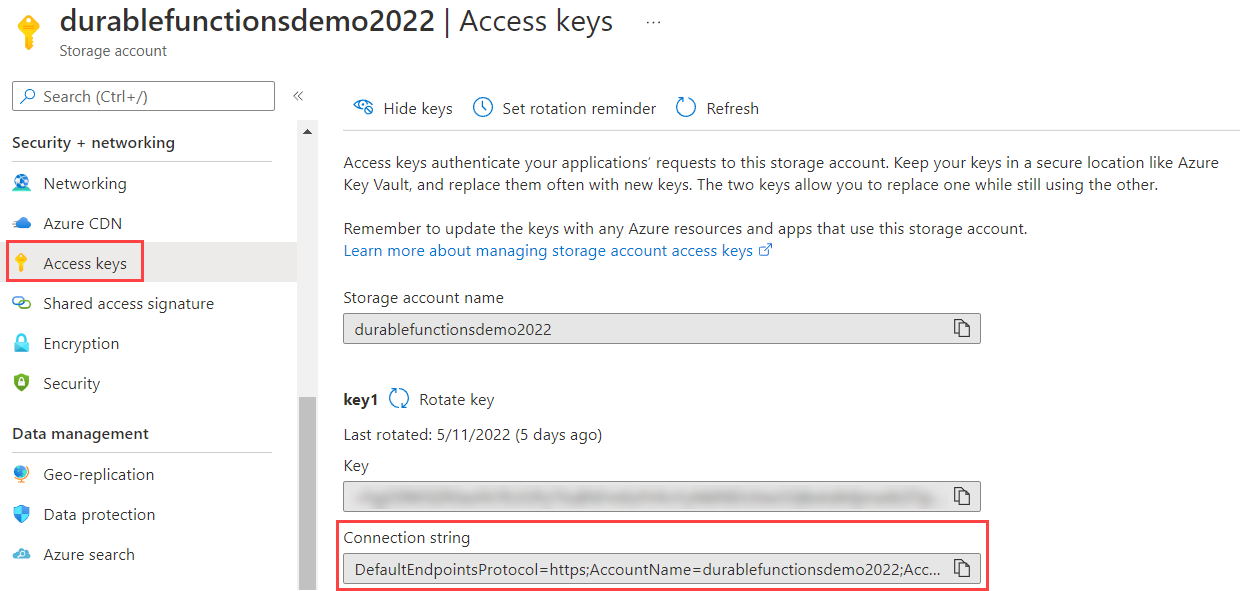 durablefunctionsdemo2022 | Access keys ...
Storage account
Search (Ctrl+/)
«
Security + networking
Networking
Azure CDN
Access keys
Shared access signature
Encryption
Security
Data management
Geo-replication
Data protection
Azure search
Hide keys
Set rotation reminder
Refresh
Access keys authenticate your applications’ requests to this storage account. Keep your keys in a secure location like Azure
Key Vault, and replace them often with new keys. The two keys allow you to replace one while still using the other.
Remember to update the keys with any Azure resources and apps that use this storage account.
Learn more about managing storage account access keys
Storage account name
durablefunctionsdemo2022
key1
Rotate key
Last rotated: 5/11/2022 (5 days ago)
Key
Connection string
DefaultEndpointsProtocol=https;AccountName=durablefunctionsdemo2022;Acc...